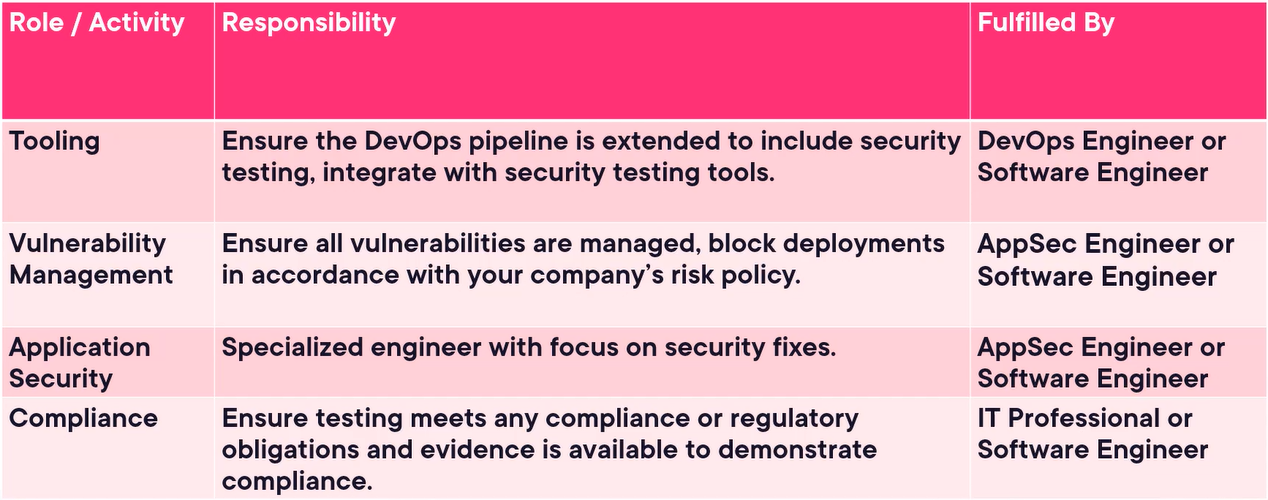 Role / Activity
Responsibility
Fulfilled By
Tooling
Ensure the DevOps pipeline is extended to include security
testing, integrate with security testing tools.
DevOps Engineer or
Software Engineer
Vulnerability
Management
Ensure all vulnerabilities are managed, block deployments
in accordance with your company’s risk policy.
AppSec Engineer or
Software Engineer
Application
Security
Specialized engineer with focus on security fixes.
AppSec Engineer or
Software Engineer
Compliance
Ensure testing meets any compliance or regulatory
obligations and evidence is available to demonstrate
compliance.
IT Professional or
Software Engineer